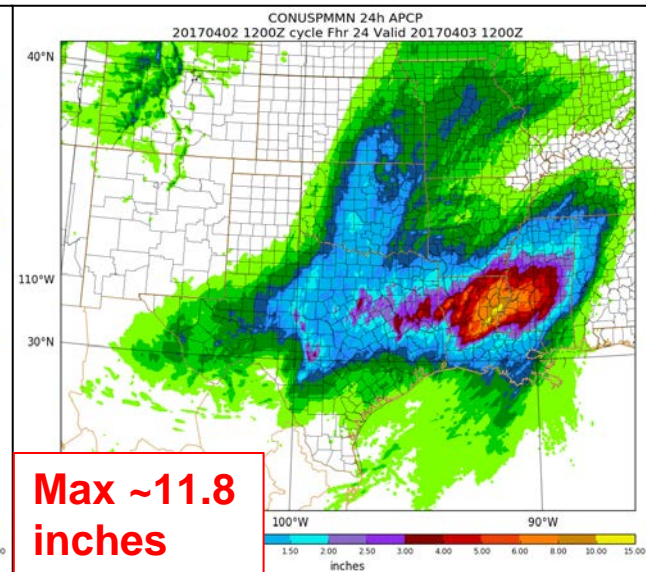 CONUSPMMN 24h APCP
20170402 1200Z cycle Fhr 24 Valid 20170403 1200Z
40°N
110°W
30°N
Max ~11.8
inches
100°W
90°W
1.50 2.00 2.50 3.00 4.00 5.00 6.00 8.00 10.00 15.00
inches